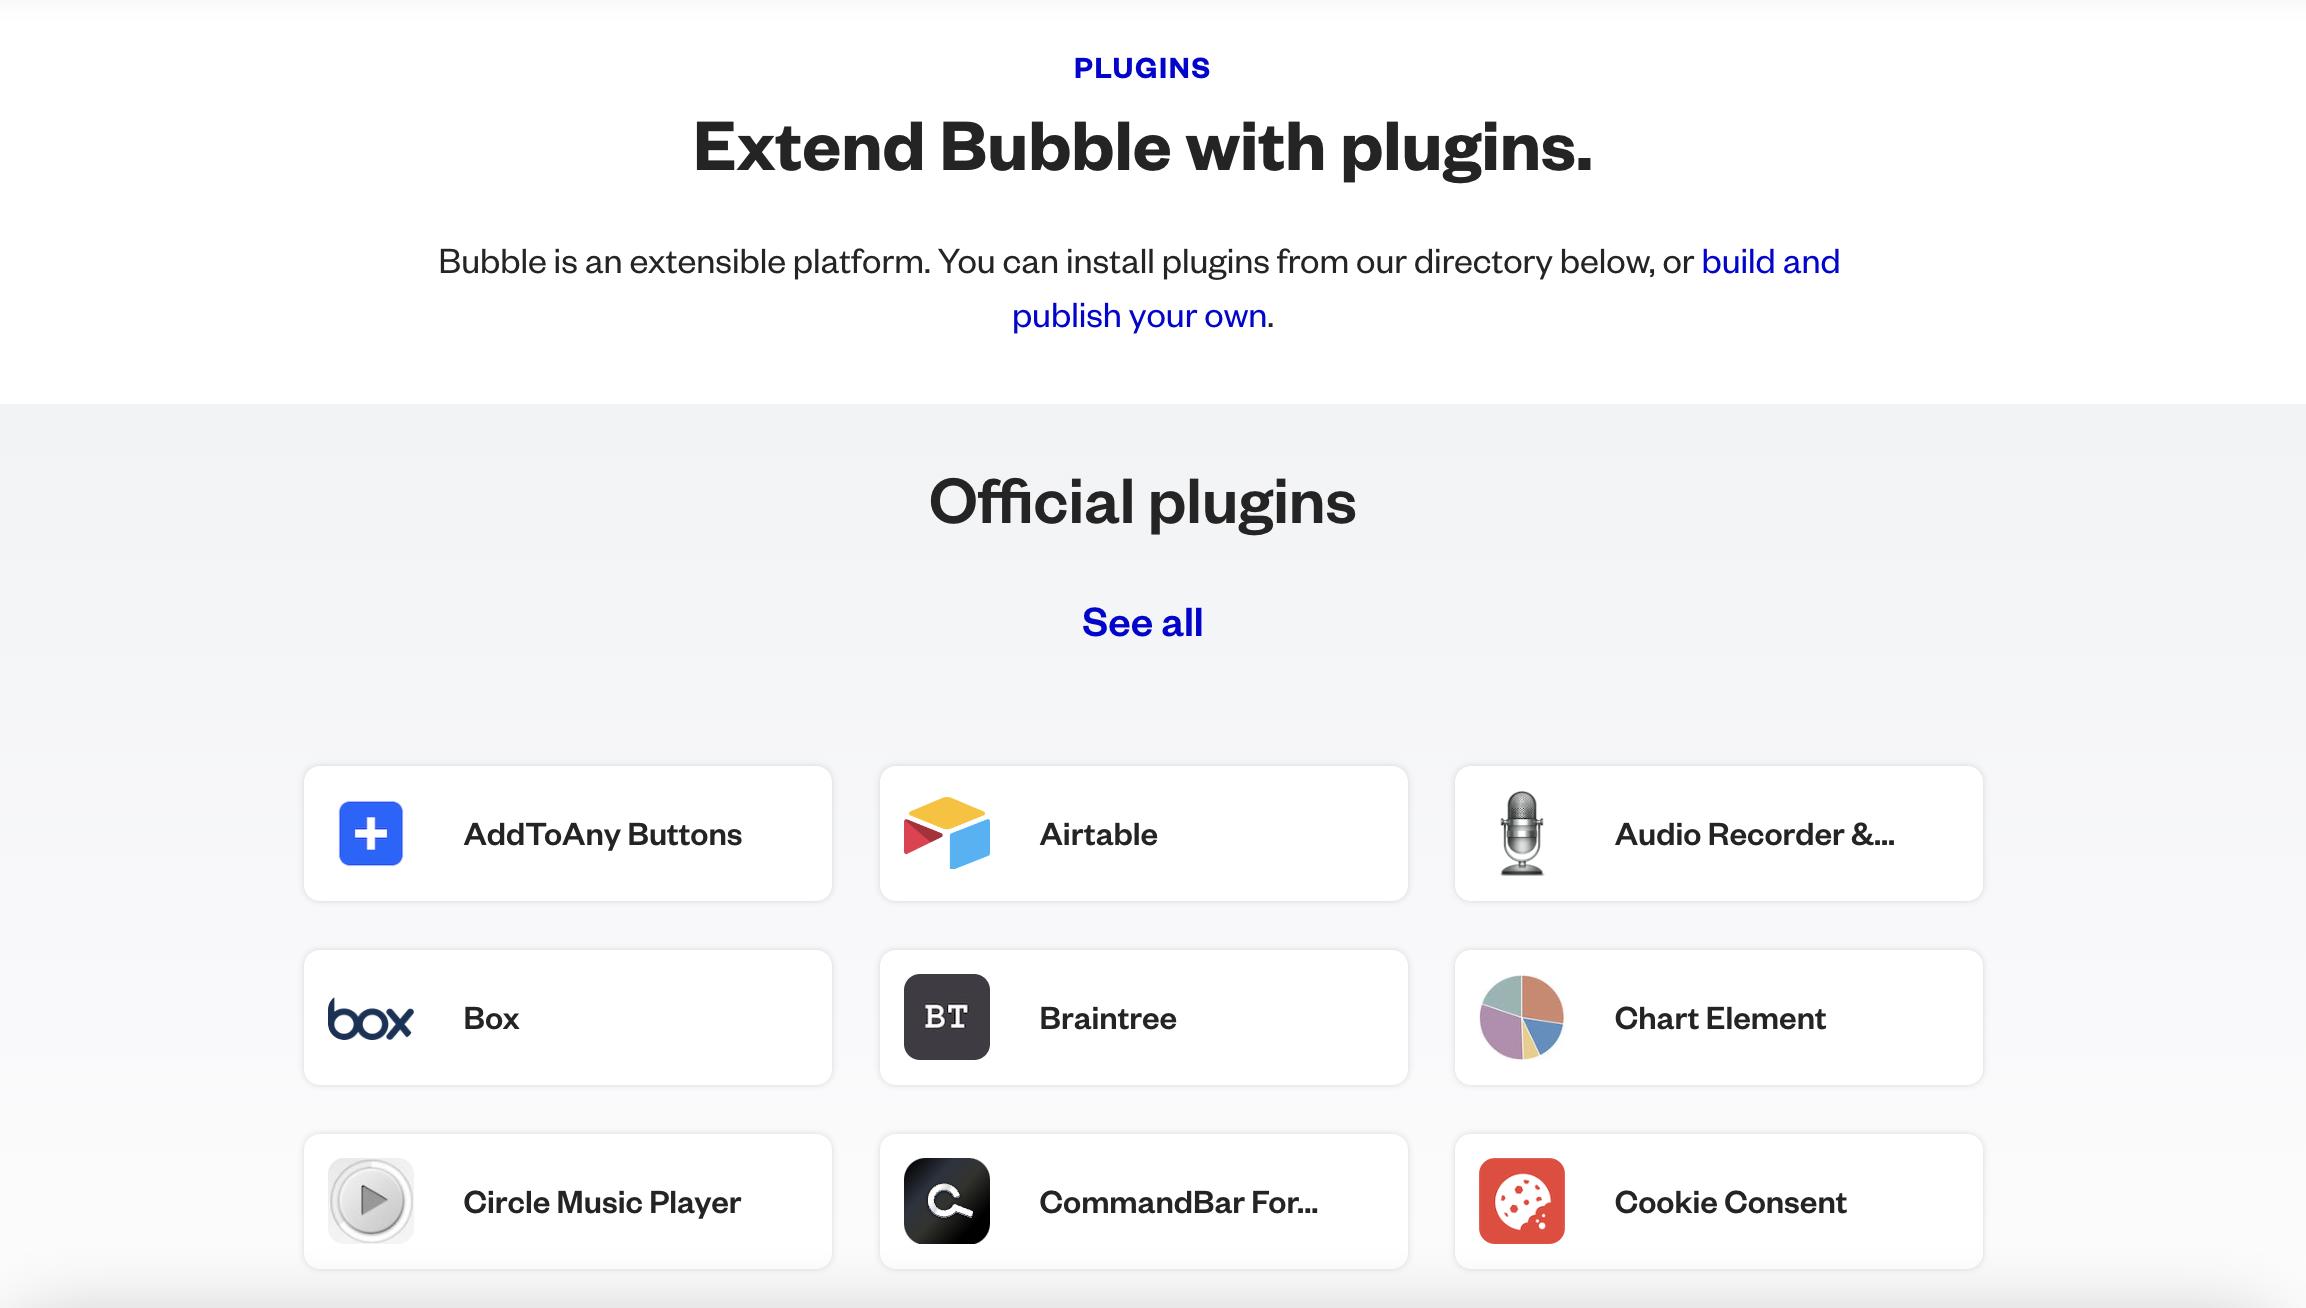 PLUGINS
Extend Bubble with plugins.
Bubble is an extensible platform. You can install plugins from our directory below, or build and
publish your own.
Official plugins
See all
AddToAny Buttons
Airtable
Audio Recorder &...
box
Box
BT
Braintree
Chart Element
Circle Music Player
CommandBar For...
Cookie Consent